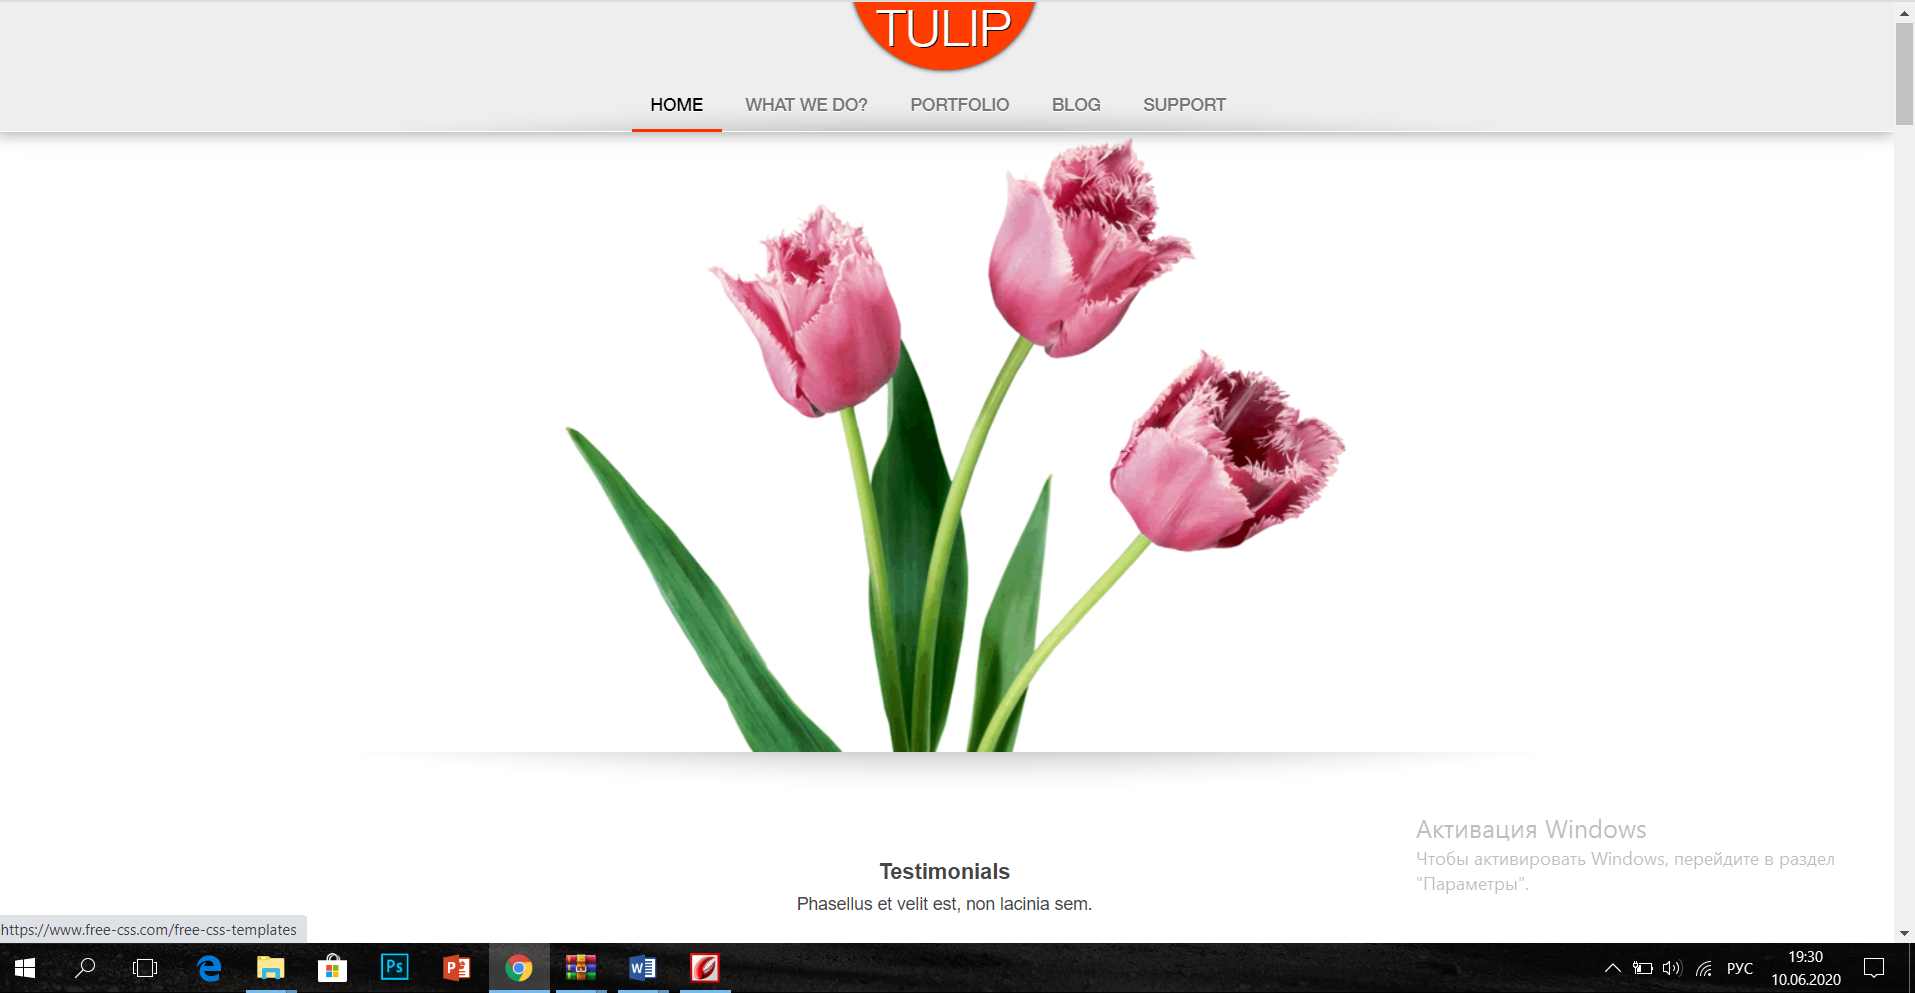 TULIP
HOME WHAT WE DO? PORTFOLIO BLOG SUPPORT
Testimonials
Phasellus et velit est, non lacinia sem.
Активация Windows
Чтобы активировать Windows, перейдите в раздел
"Параметры".
https://www.free-css.com/free-css-templates
Ps
P
W
РУС
19:30
10.06.2020